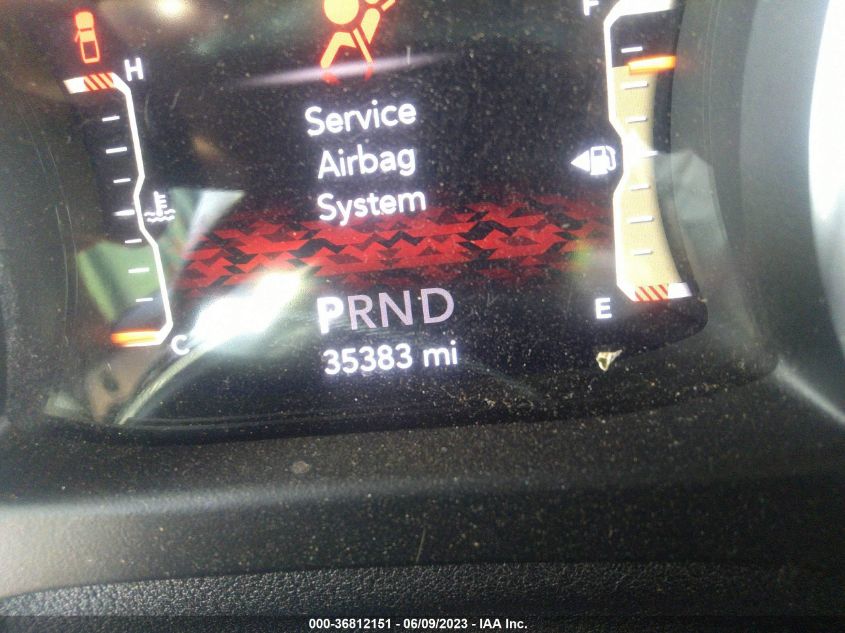 F
H
Service
Airbag
System
PRND
E
35383 mi
C
000-36812151 - 06/09/2023 - IAA Inc.